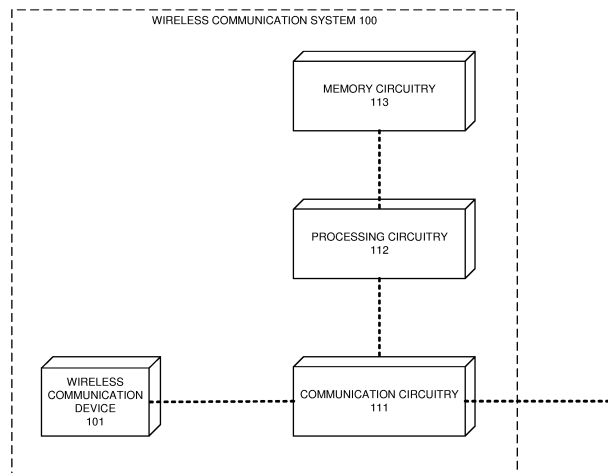 WIRELESS COMMUNICATION SYSTEM 100
MEMORY CIRCUITRY
113
PROCESSING CIRCUITRY
112
WIRELESS
COMMUNICATION
DEVICE
101
COMMUNICATION CIRCUITRY
111